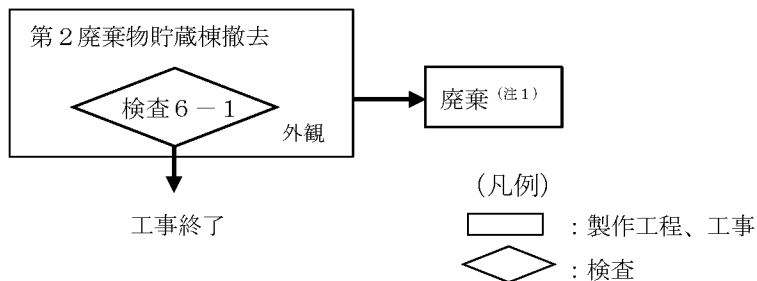 第２廃棄物貯蔵棟撤去
検査６－１
外観
廃棄（注１）
工事終了
（凡例）
：製作工程、工事
：検査